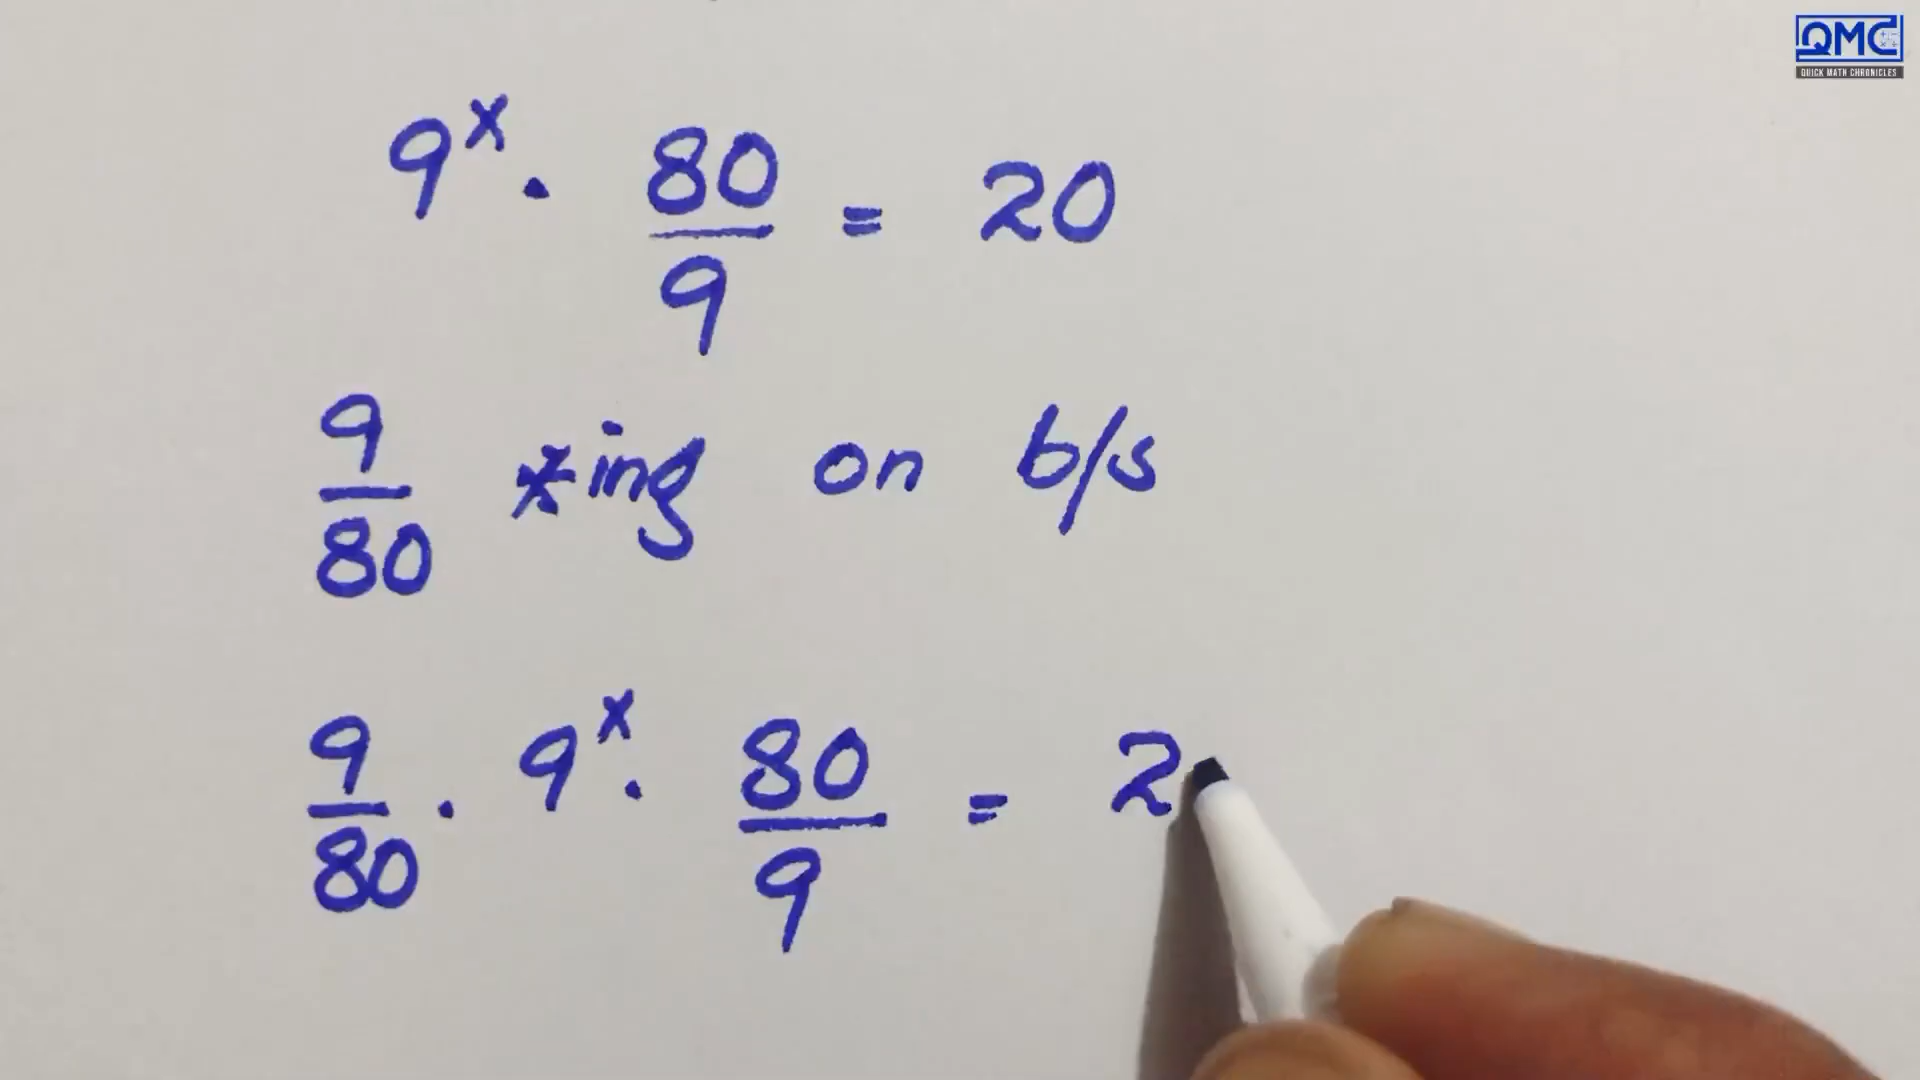 QMC
QUICK MATH CHRONICLES
9^x · 80/9 = 20
9/80 *ing on b/s
9/80 · 9^x · 80/9 = 2